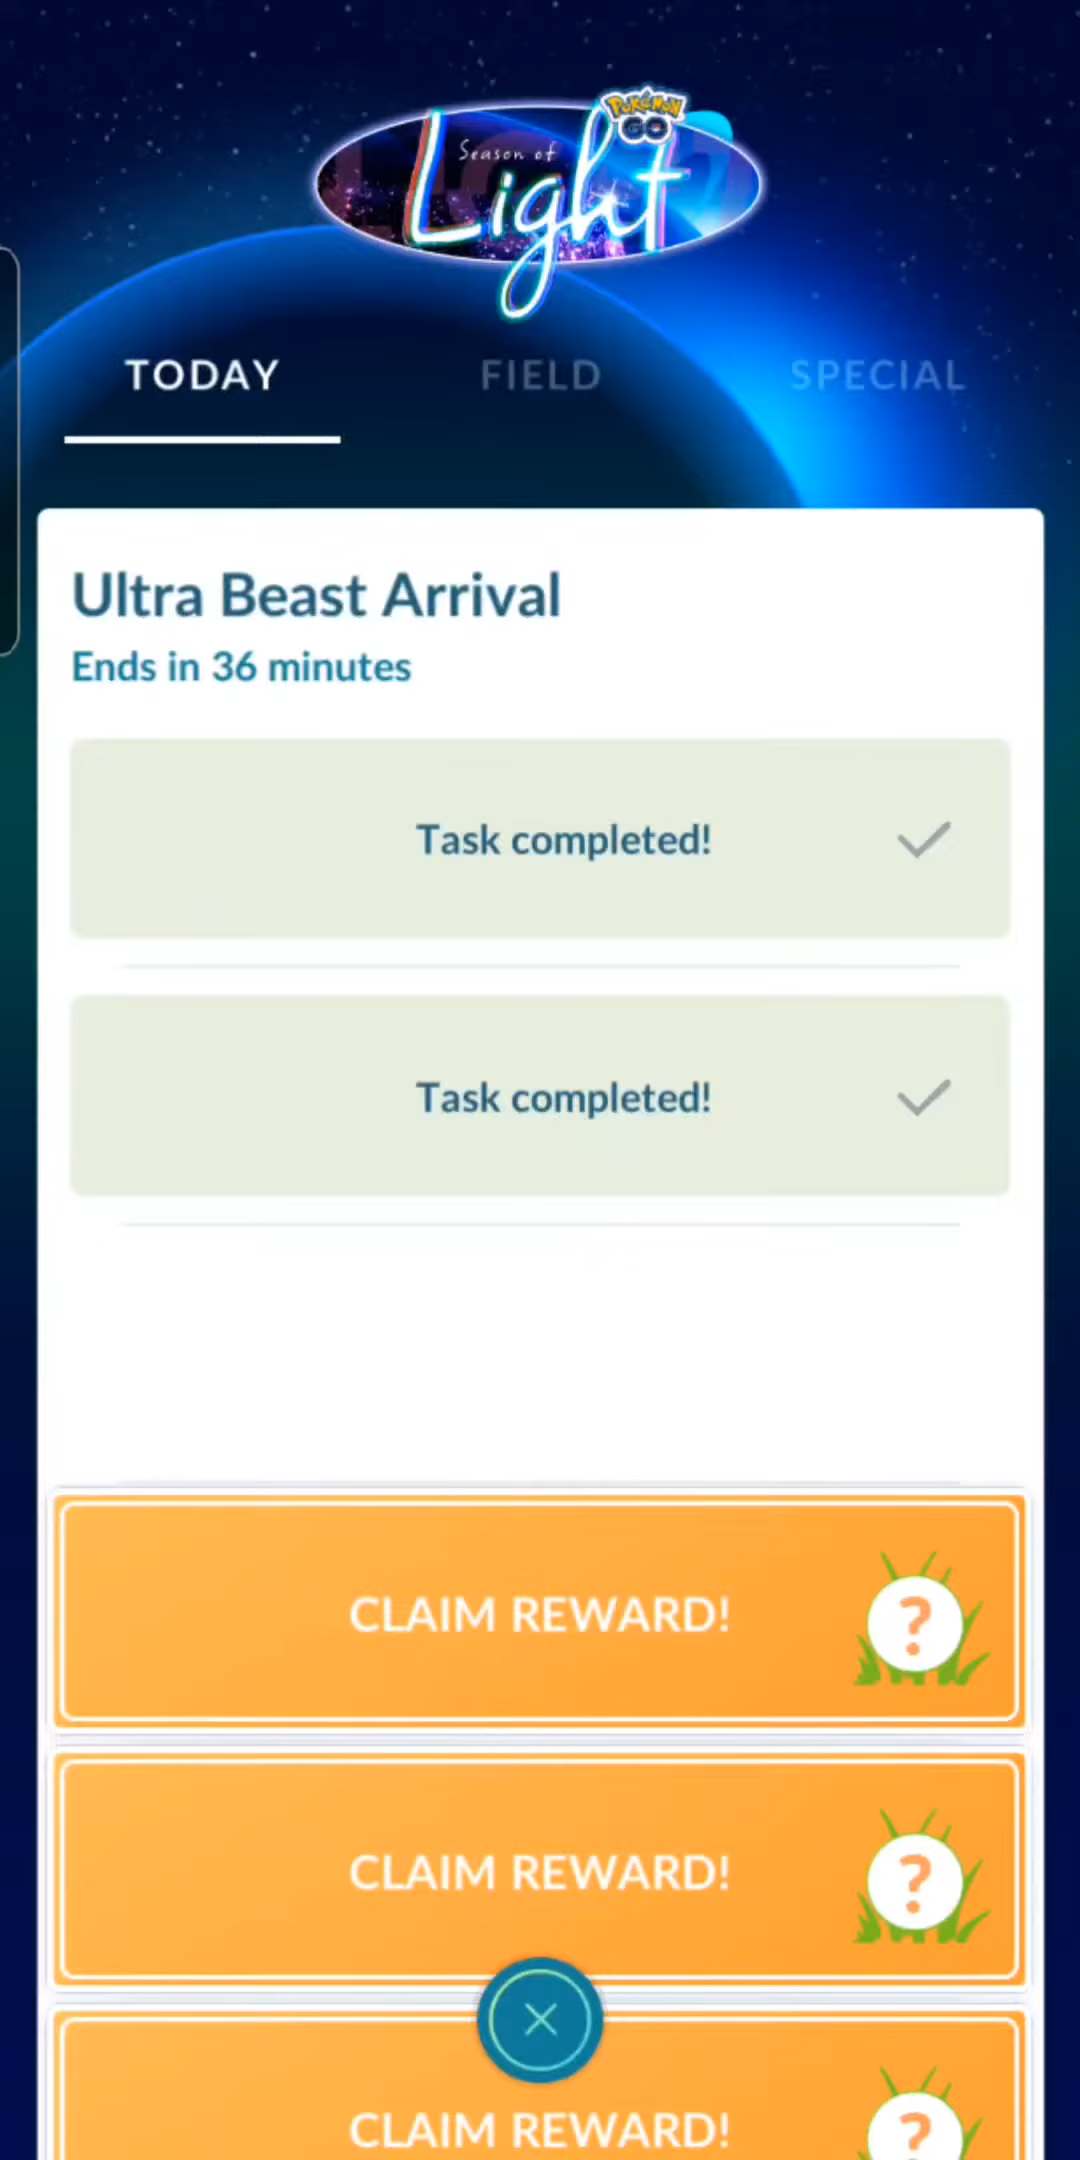 POKÉMON
GO
Season of
Light
TODAY
FIELD
SPECIAL
Ultra Beast Arrival
Ends in 36 minutes
Task completed!
Task completed!
CLAIM REWARD!
?
CLAIM REWARD!
?
CLAIM REWARD!
?